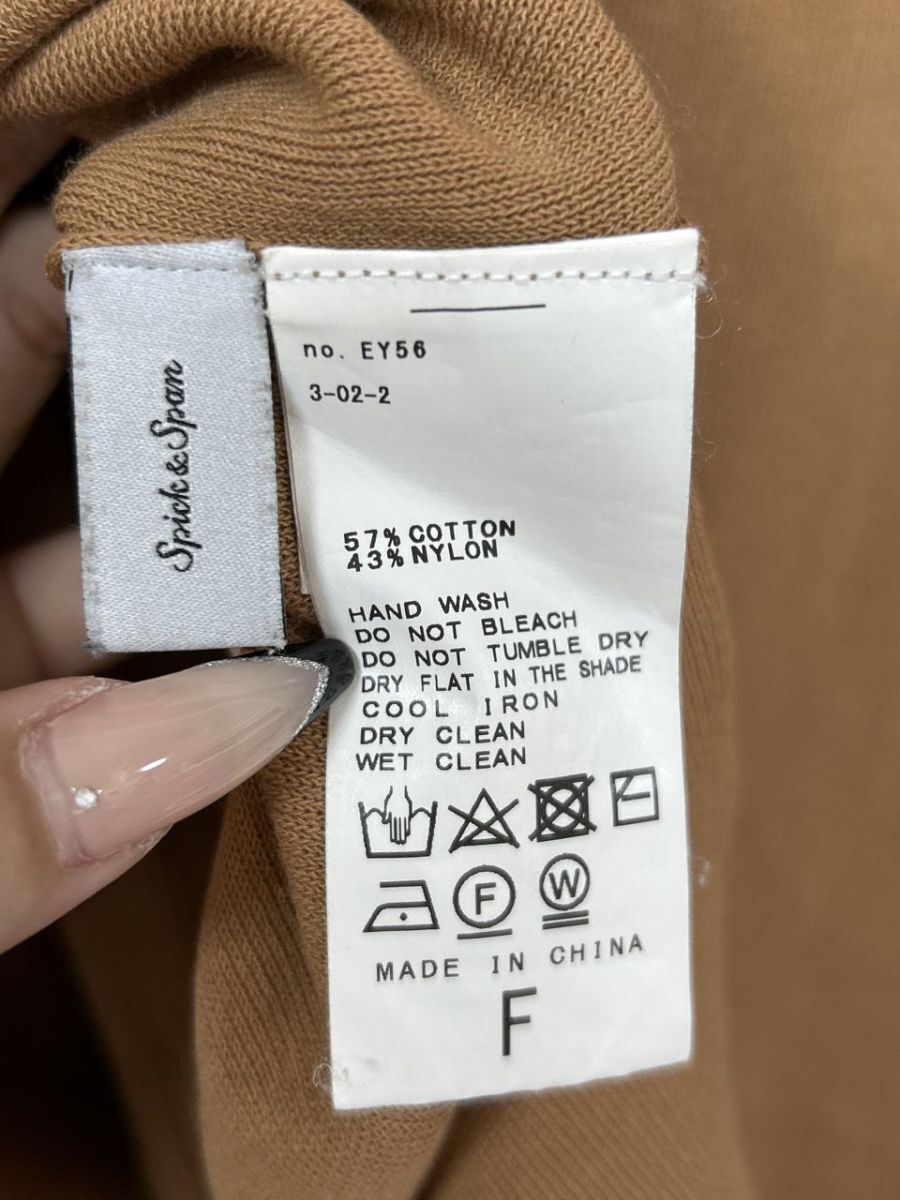 Spick & Span
no. EY56
3-02-2
57% COTTON
43% NYLON
HAND WASH
DO NOT BLEACH
DO NOT TUMBLE DRY
DRY FLAT IN THE SHADE
COOL IRON
DRY CLEAN
WET CLEAN
F W
MADE IN CHINA
F